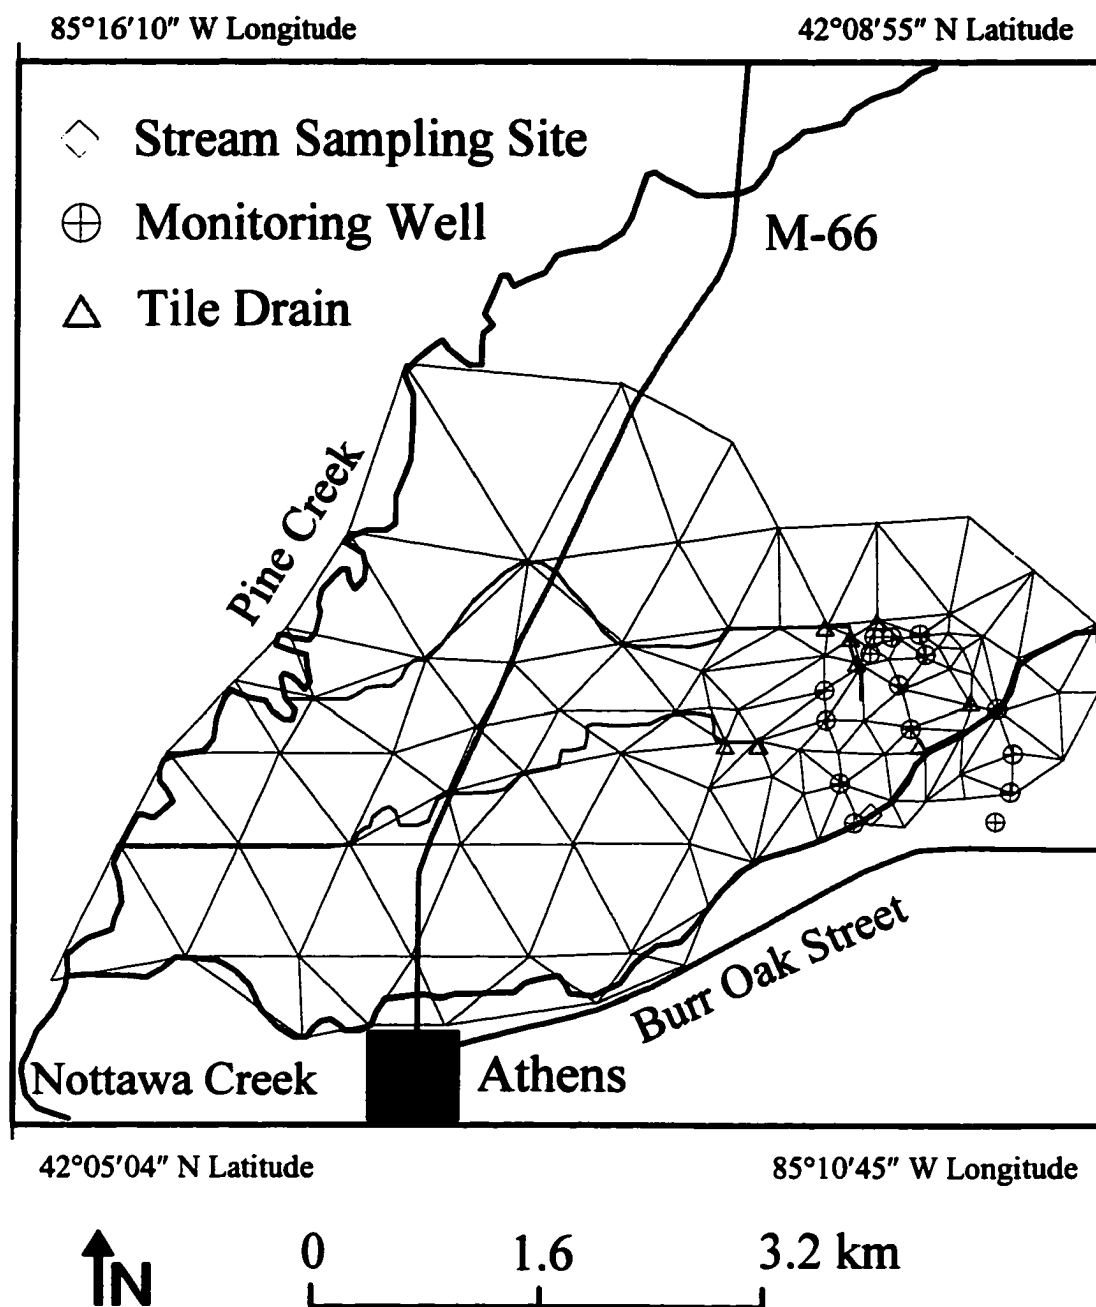 85°16′10″ W Longitude
42°08′55″ N Latitude
Stream Sampling Site
Monitoring Well
M-66
Tile Drain
Pine Creek
Burr Oak Street
Nottawa Creek
Athens
42°05′04″ N Latitude
85°10′45″ W Longitude
N
0 1.6 3.2 km